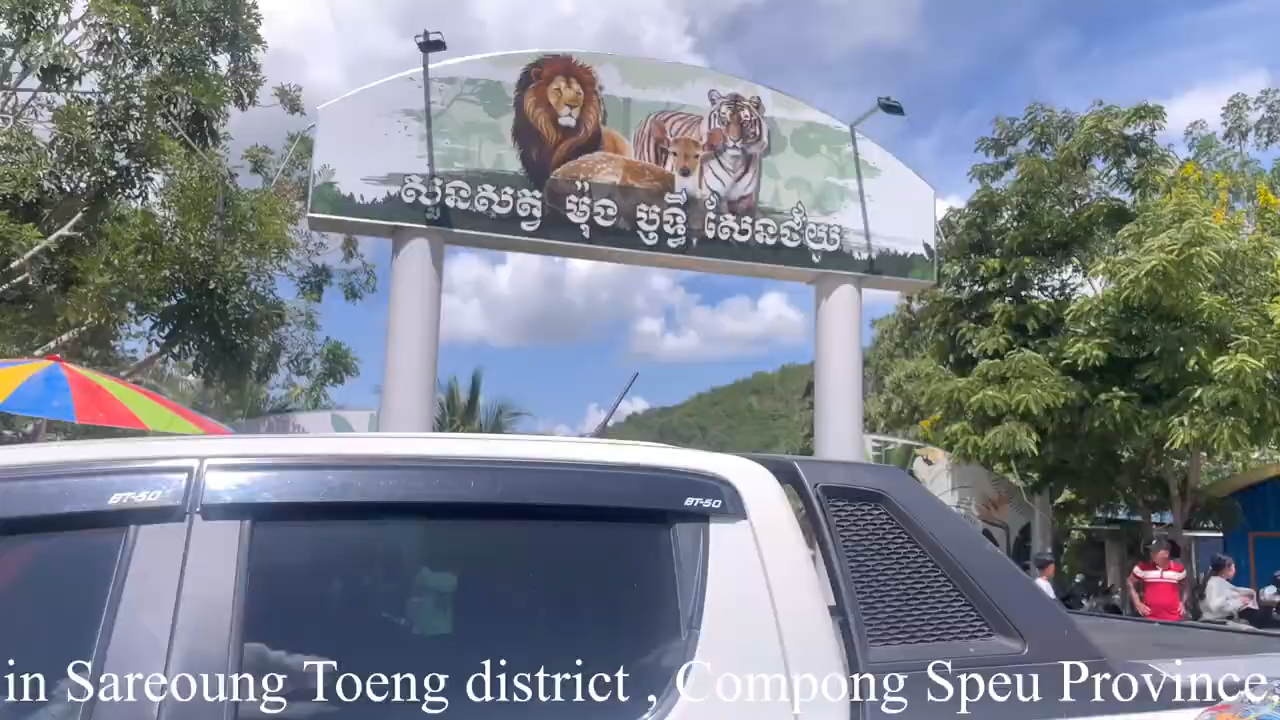 សួនសត្វ ម៉ុង ឫទ្ធី សែនជ័យ
BT-50
BT-50
in Sareoung Toeng district , Compong Speu Province